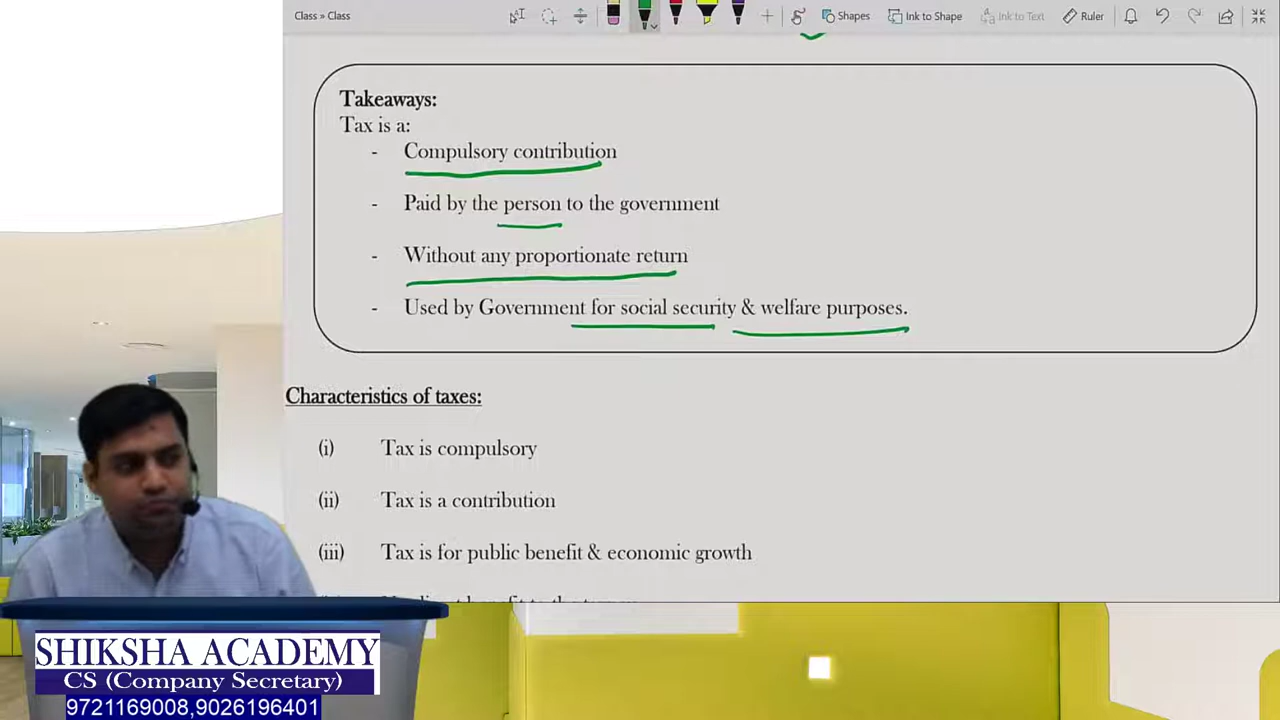 Class » Class
Shapes
Ink to Shape
Ink to Text
Ruler
Takeaways:
Tax is a:
- Compulsory contribution
- Paid by the person to the government
- Without any proportionate return
- Used by Government for social security & welfare purposes.
Characteristics of taxes:
(i) Tax is compulsory
(ii) Tax is a contribution
(iii) Tax is for public benefit & economic growth
SHIKSHA ACADEMY
CS (Company Secretary)
9721169008,9026196401